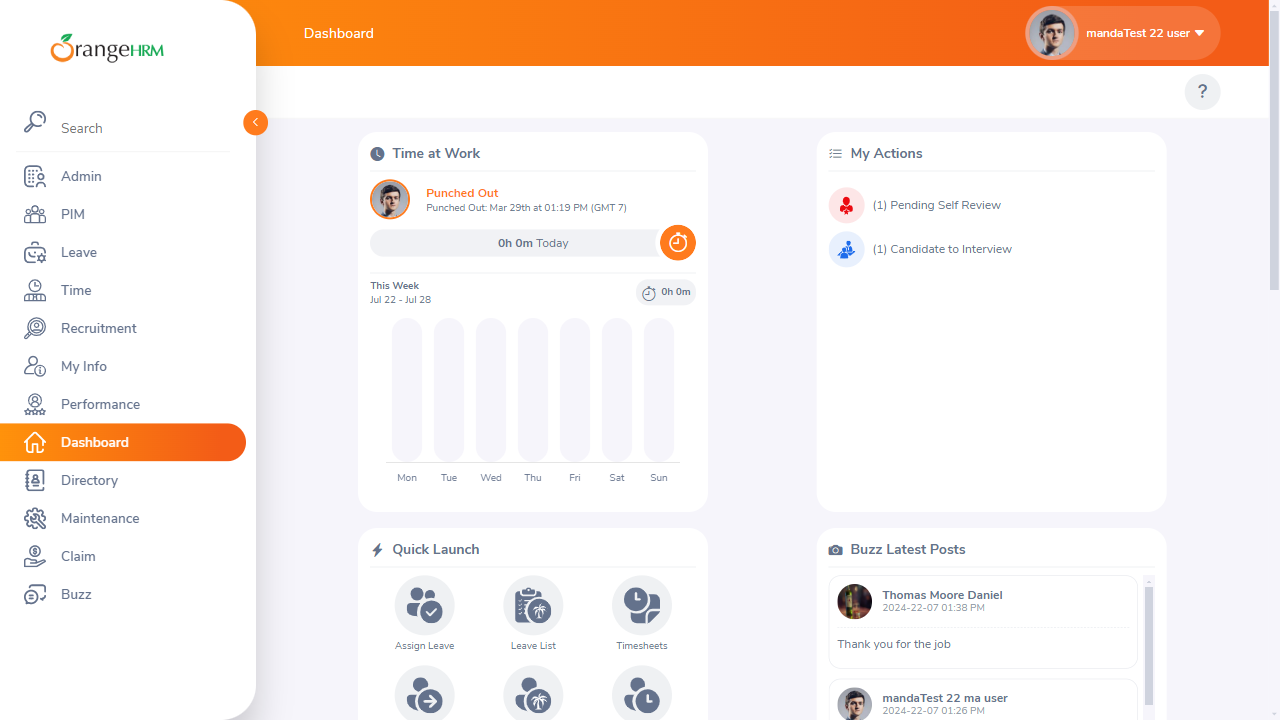 OrangeHRM
Search
Admin
PIM
Leave
Time
Recruitment
My Info
Performance
Dashboard
Directory
Maintenance
Claim
Buzz
Dashboard
mandaTest 22 user
?
Time at Work
Punched Out
Punched Out: Mar 29th at 01:19 PM (GMT 7)
0h 0m Today
This Week
Jul 22 - Jul 28
0h 0m
Mon Tue Wed Thu Fri Sat Sun
My Actions
(1) Pending Self Review
(1) Candidate to Interview
Quick Launch
Assign Leave Leave List Timesheets
Buzz Latest Posts
Thomas Moore Daniel
2024-22-07 01:38 PM
Thank you for the job
mandaTest 22 ma user
2024-22-07 01:26 PM